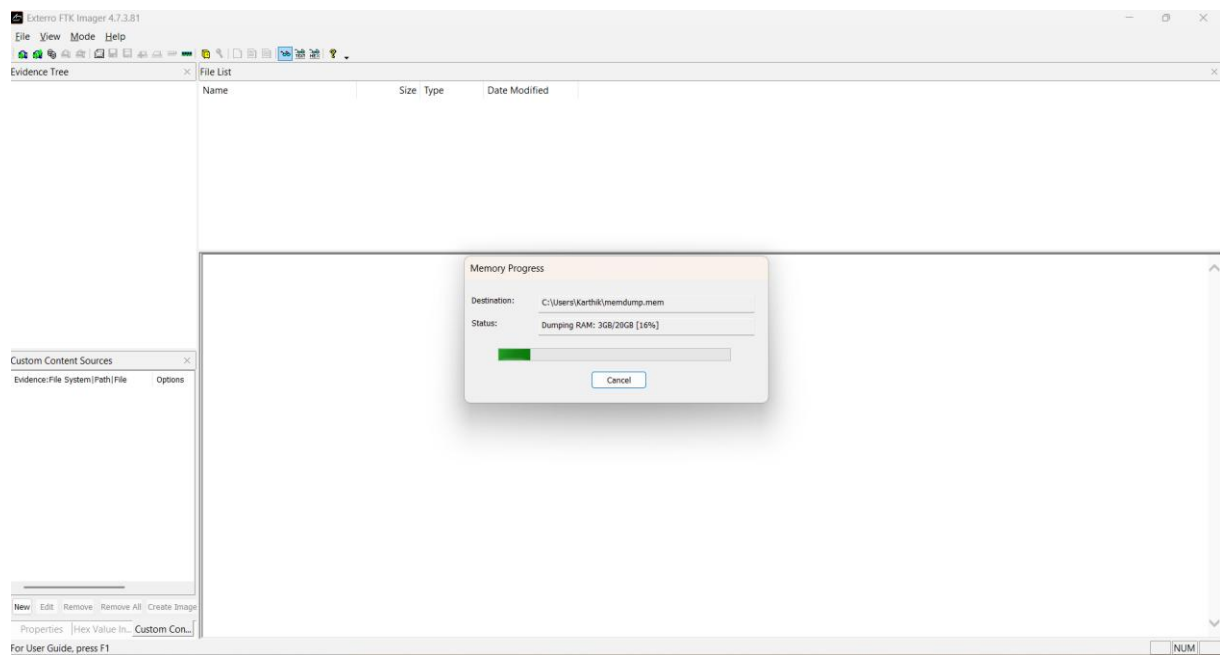 Exterro FTK Imager 4.7.3.81
File View Mode Help
Evidence Tree
File List
Name Size Type Date Modified
Memory Progress
Destination: C:\Users\Karthik\memdump.mem
Status: Dumping RAM: 3GB/20GB [16%]
Cancel
Custom Content Sources
Evidence:File System|Path|File Options
New Edit Remove Remove All Create Image
Properties Hex Value In... Custom Con...
For User Guide, press F1 NUM